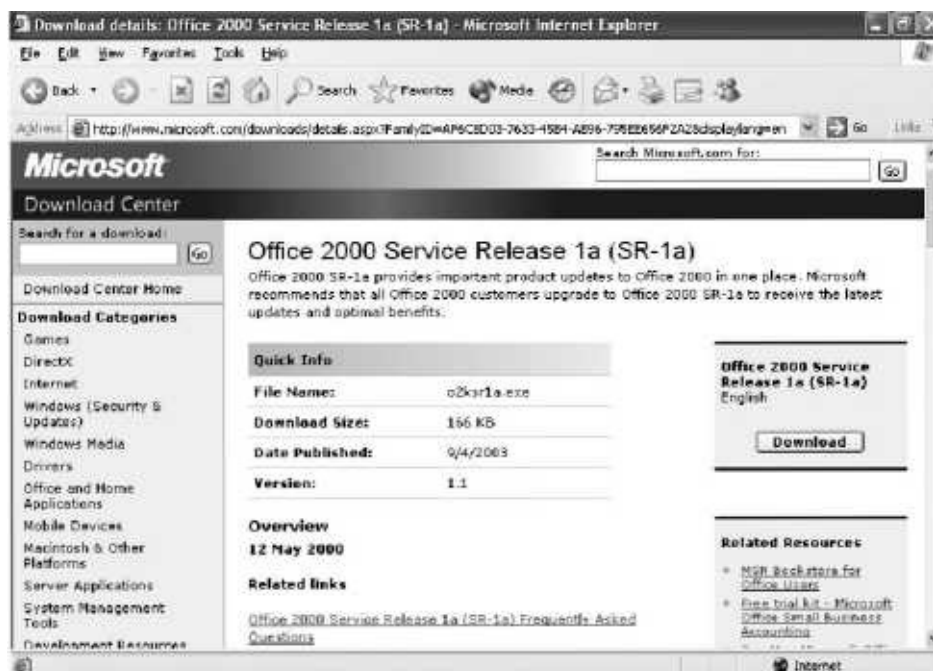 Download details: Office 2000 Service Release 1a (SR-1a) - Microsoft Internet Explorer
File Edit View Favorites Tools Help
Back Search Favorites Media
Address http://www.microsoft.com/downloads/details.aspx? Go Links
Microsoft
Search Microsoft.com for:
Go
Download Center
Search for a download:
Go
Download Center Home
Download Categories
Games
DirectX
Internet
Windows (Security &
Updates)
Windows Media
Drivers
Office and Home
Applications
Mobile Devices
Macintosh & Other
Platforms
Server Applications
System Management
Tools
Development Resources
Office 2000 Service Release 1a (SR-1a)
Office 2000 SR-1a provides important product updates to Office 2000 in one place. Microsoft
recommends that all Office 2000 customers upgrade to Office 2000 SR-1a to receive the latest
updates and optimal benefits.
Quick Info
File Name: o2ksr1a.exe
Download Size: 166 KB
Date Published: 9/4/2003
Version: 1.1
Overview
12 May 2000
Related links
Office 2000 Service Release 1a (SR-1a) Frequently Asked
Questions
Office 2000 Service
Release 1a (SR-1a)
English
Download
Related Resources
Bookstore for
Office Users
Free trial kit - Microsoft
Office Small Business
Accounting
Internet